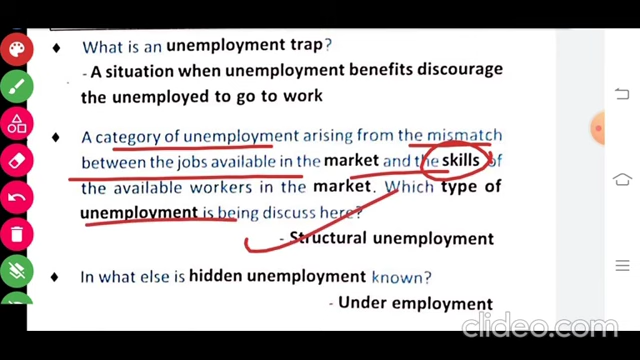 ♦ What is an unemployment trap?
- A situation when unemployment benefits discourage
the unemployed to go to work
♦ A category of unemployment arising from the mismatch
between the jobs available in the market and the skills of
the available workers in the market. Which type of
unemployment is being discuss here?
- Structural unemployment
♦ In what else is hidden unemployment known?
- Under employment
clideo.com